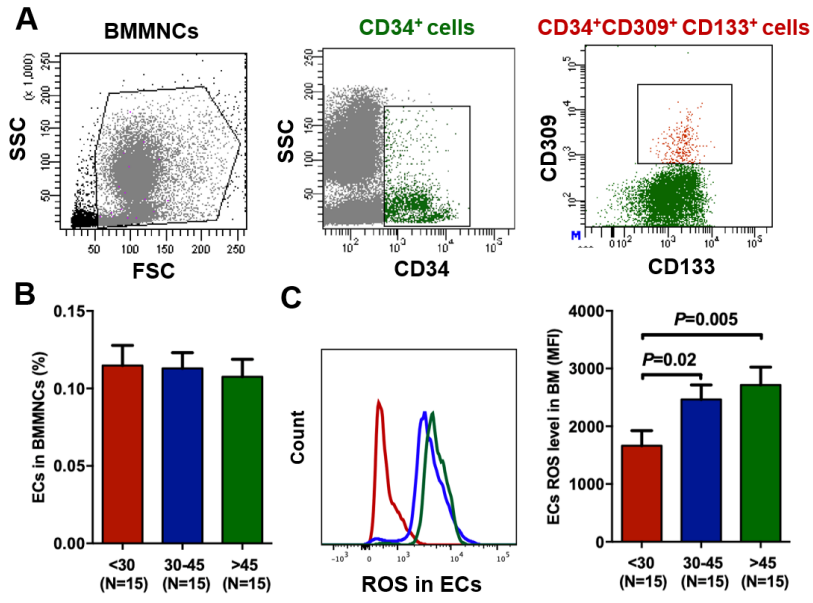 A
BMMNCs
CD34⁺ cells
CD34⁺CD309⁺ CD133⁺ cells
SSC
(x 1,000)
250
200
150
100
50
50 100 150 200 250
FSC
SSC
250
200
150
100
50
10² 10³ 10⁴ 10⁵
CD34
CD309
10⁵
10⁴
10³
10²
M
0 10² 10³ 10⁴ 10⁵
CD133
B
ECs in BMMNCs (%)
0.15
0.10
0.05
0.00
<30 30-45 >45
(N=15) (N=15) (N=15)
C
Count
-10³ 0 10³ 10⁴ 10⁵
ROS in ECs
ECs ROS level in BM (MFI)
4000
3000
2000
1000
0
P=0.005
P=0.02
<30 30-45 >45
(N=15) (N=15) (N=15)